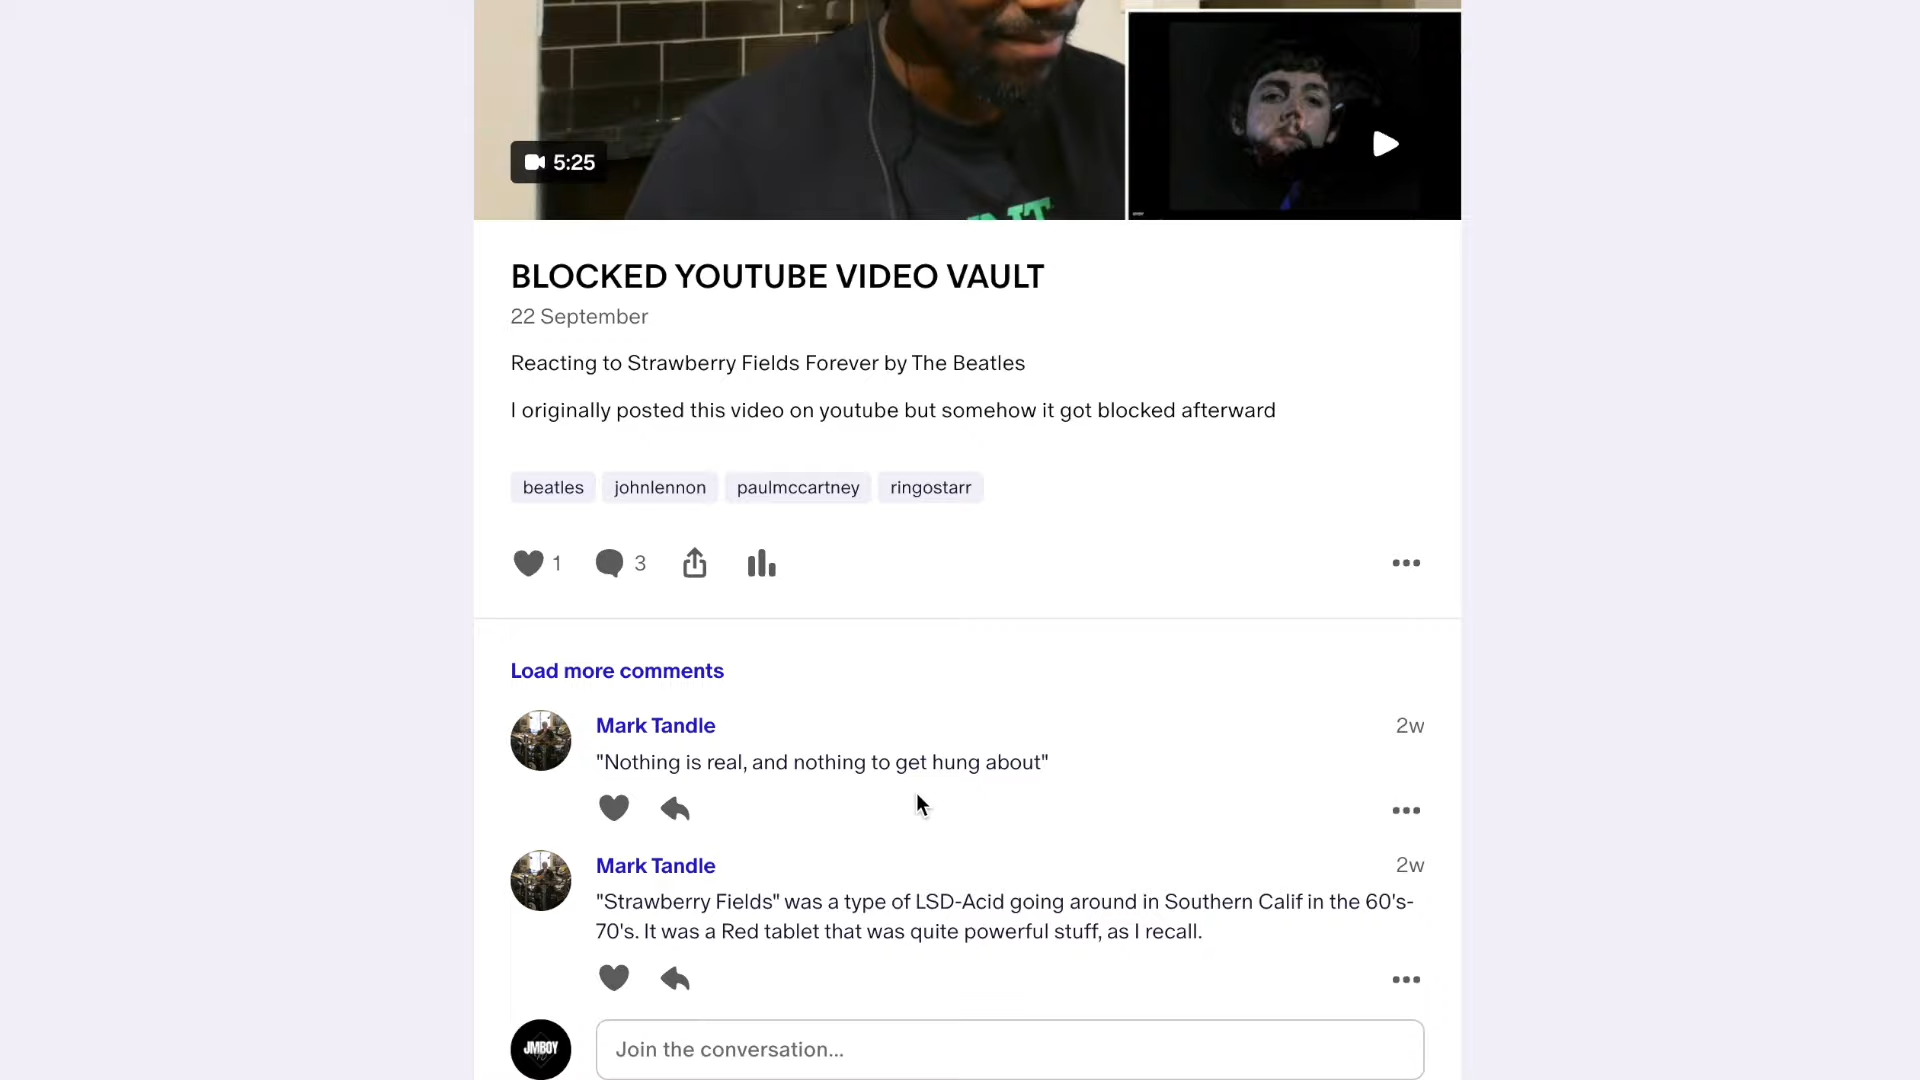 5:25
BLOCKED YOUTUBE VIDEO VAULT
22 September
Reacting to Strawberry Fields Forever by The Beatles
I originally posted this video on youtube but somehow it got blocked afterward
beatles johnlennon paulmccartney ringostarr
1 3
Load more comments
Mark Tandle 2w
"Nothing is real, and nothing to get hung about"
Mark Tandle 2w
"Strawberry Fields" was a type of LSD-Acid going around in Southern Calif in the 60's-
70's. It was a Red tablet that was quite powerful stuff, as I recall.
JMBOY
Join the conversation...